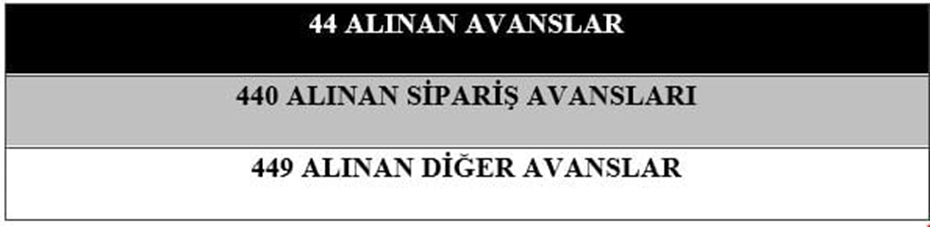 44 ALINAN AVANSLAR
440 ALINAN SİPARİŞ AVANSLARI
449 ALINAN DİĞER AVANSLAR